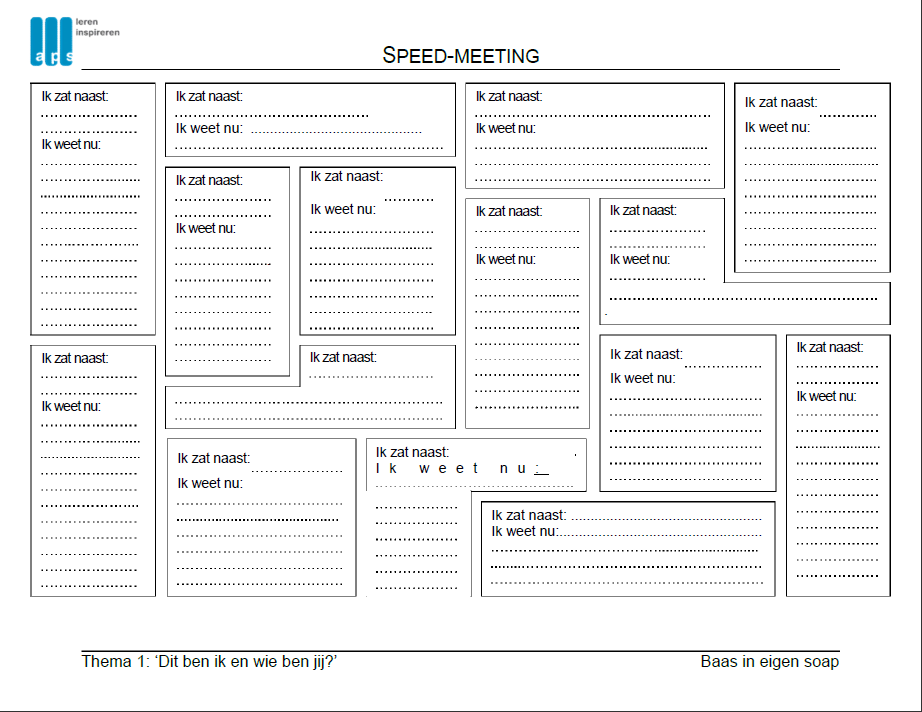 leren
inspireren
aps
SPEED-MEETING
Ik zat naast:
Ik weet nu:
Ik zat naast:
Ik weet nu:
Ik zat naast:
Ik weet nu:
Ik zat naast:
Ik weet nu:
Ik zat naast:
Ik weet nu:
Ik zat naast:
Ik weet nu:
Ik zat naast:
Ik weet nu:
Ik zat naast:
Ik weet nu:
Ik zat naast:
Ik weet nu:
Ik zat naast:
Ik zat naast:
Ik weet nu:
Ik zat naast:
Ik weet nu:
Ik zat naast:
Ik weet nu:
Ik zat naast:
Ik weet nu:
Ik zat naast:
Ik weet nu:
Thema 1: ‘Dit ben ik en wie ben jij?’
Baas in eigen soap